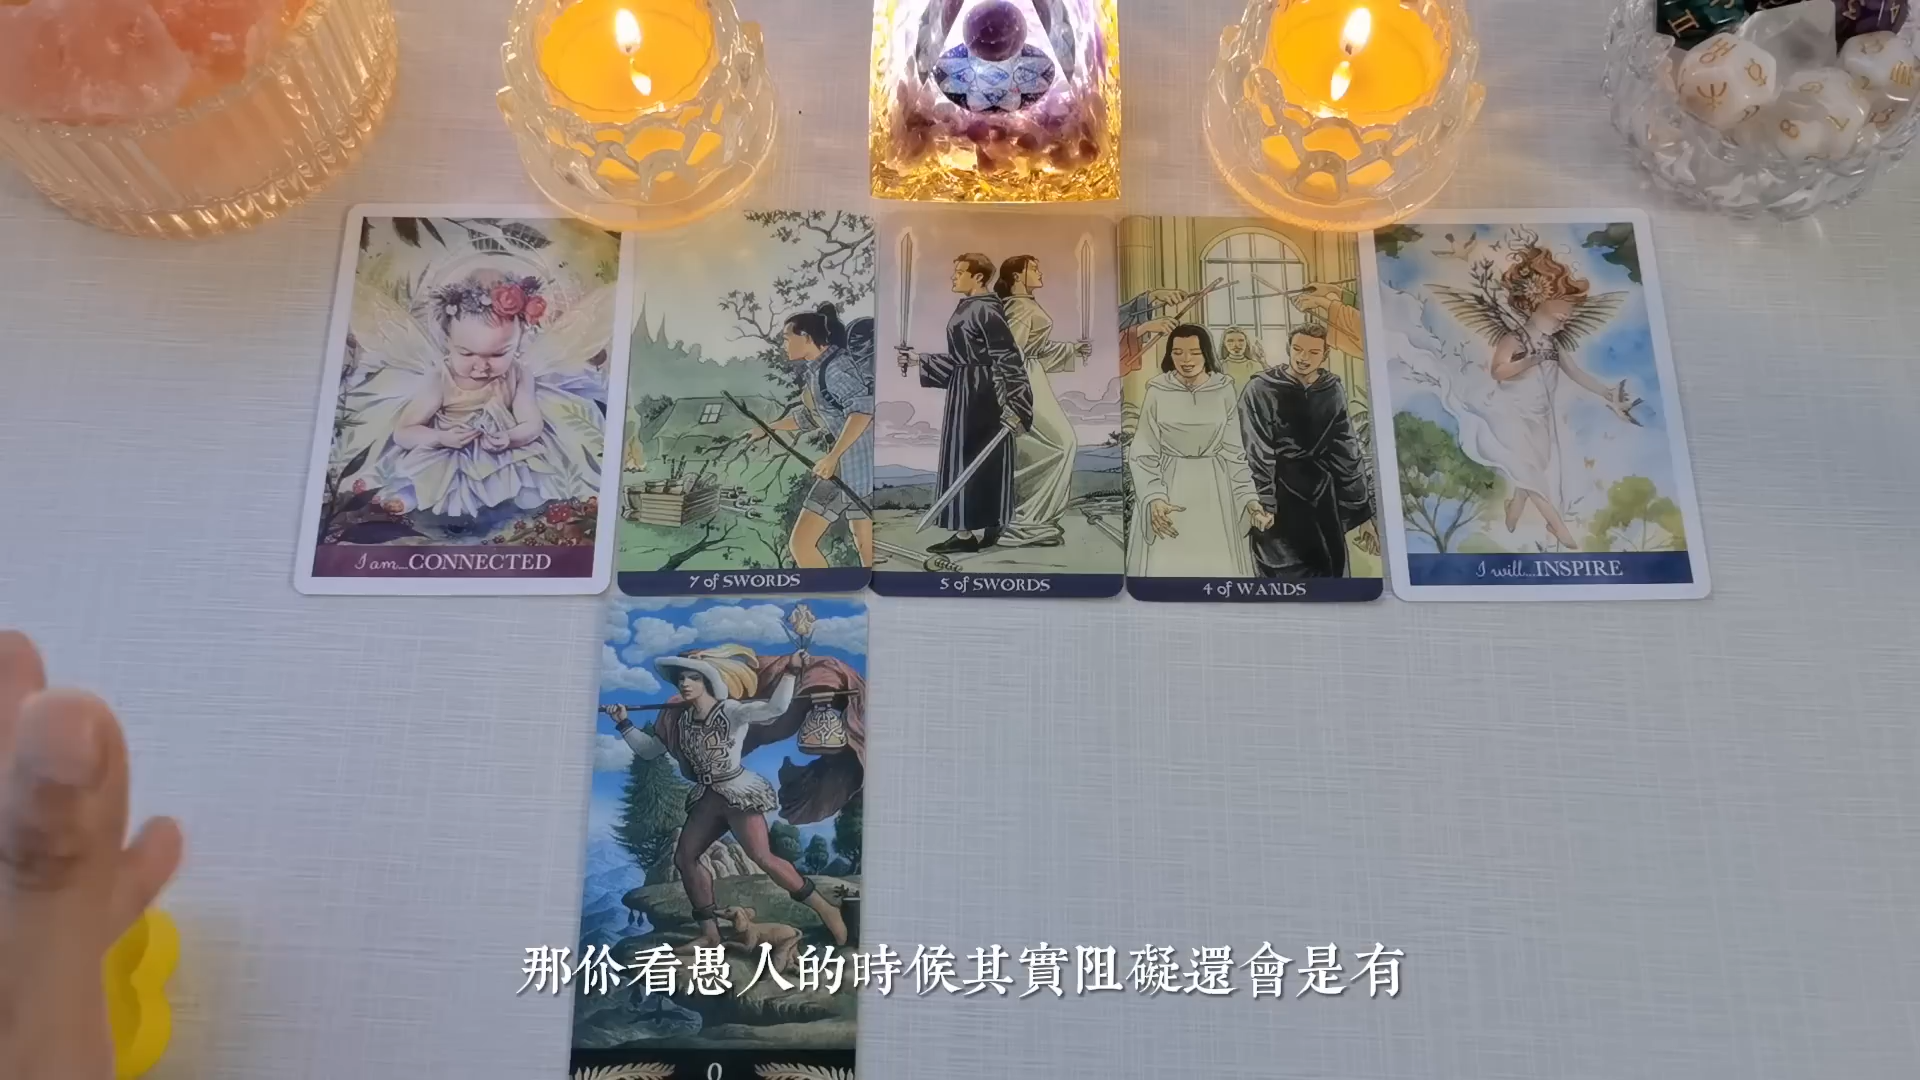 I am...CONNECTED
7 of SWORDS
5 of SWORDS
4 of WANDS
I will...INSPIRE
那你看愚人的時候其實阻礙還會是有
0